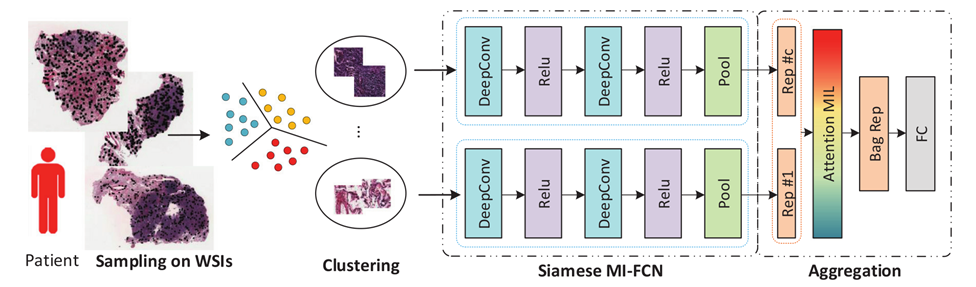 DeepConv
Relu
DeepConv
Relu
Pool
Rep #c
...
DeepConv
Relu
DeepConv
Relu
Pool
Rep #1
Attention MIL
Bag Rep
FC
Patient
Sampling on WSIs
Clustering
Siamese MI-FCN
Aggregation